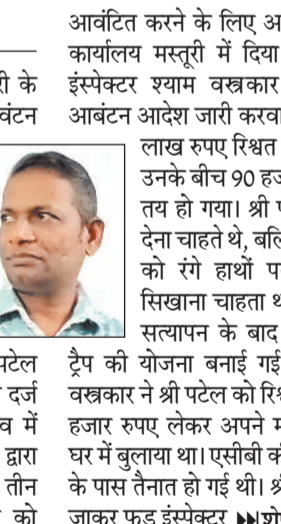 री के
वंटन
पटेल
दर्ज
व में
द्वारा
तीन
को
आवंटित करने के लिए अ
कार्यालय मस्तूरी में दिया
इंस्पेक्टर श्याम वस्त्रकार
आबंटन आदेश जारी करवा
लाख रुपए रिश्वत
उनके बीच 90 हज
तय हो गया। श्री प
देना चाहते थे, बल्कि
को रंगे हाथों प
सिखाना चाहता थ
सत्यापन के बाद
ट्रैप की योजना बनाई गई
वस्त्रकार ने श्री पटेल को रिश
हजार रुपए लेकर अपने म
घर में बुलाया था। एसीबी की
के पास तैनात हो गई थी। श्री
जाकर फूड इंस्पेक्टर ▶▶शे